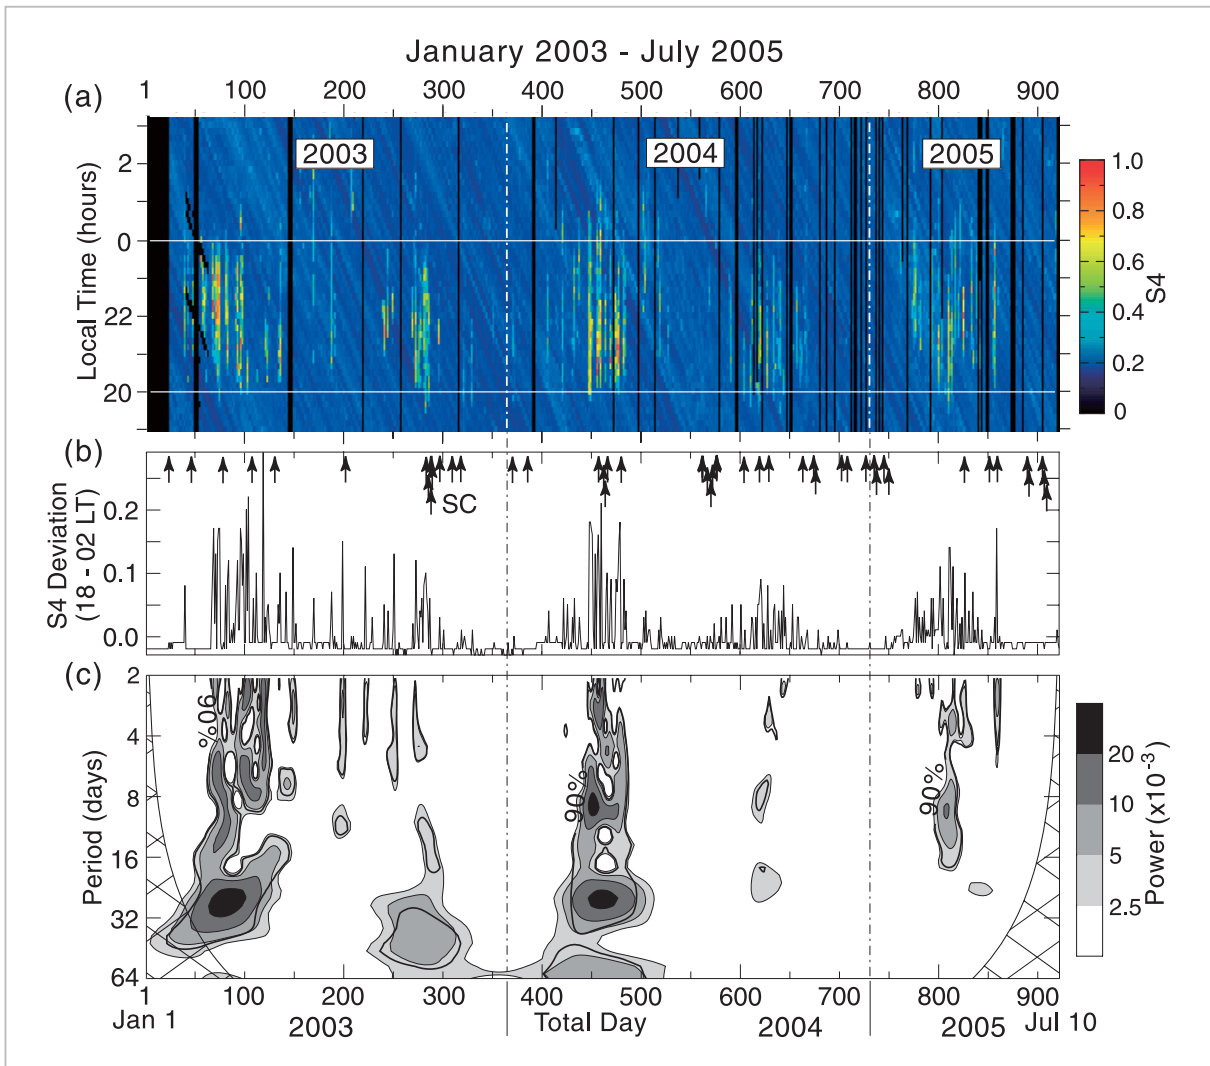 January 2003 - July 2005
(a)
1 100 200 300 400 500 600 700 800 900
2003 2004 2005
Local Time (hours)
2
0
22
20
1.0
0.8
0.6
0.4
0.2
0
S4
(b)
SC
S4 Deviation
(18 - 02 LT)
0.2
0.1
0.0
(c)
Period (days)
2
4
8
16
32
64
90%
90%
90%
20
10
5
2.5
Power (x10⁻³)
1 100 200 300 400 500 600 700 800 900
Jan 1 2003 Total Day 2004 2005 Jul 10